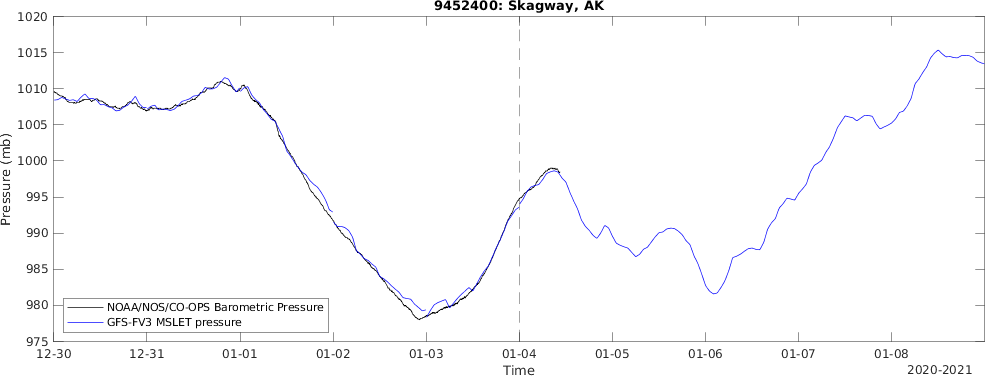 9452400: Skagway, AK
1020
1015
1010
1005
1000
995
990
985
980
975
Pressure (mb)
NOAA/NOS/CO-OPS Barometric Pressure
GFS-FV3 MSLET pressure
12-30 12-31 01-01 01-02 01-03 01-04 01-05 01-06 01-07 01-08
Time
2020-2021